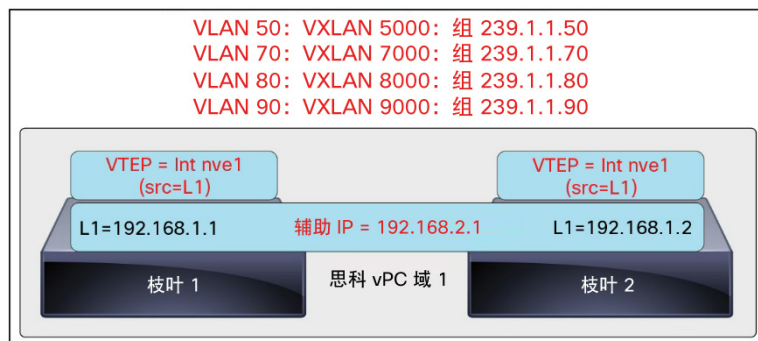 VLAN 50：VXLAN 5000：组 239.1.1.50
VLAN 70：VXLAN 7000：组 239.1.1.70
VLAN 80：VXLAN 8000：组 239.1.1.80
VLAN 90：VXLAN 9000：组 239.1.1.90
VTEP = Int nve1
(src=L1)
VTEP = Int nve1
(src=L1)
L1=192.168.1.1
辅助 IP = 192.168.2.1
L1=192.168.1.2
枝叶 1
思科 vPC 域 1
枝叶 2